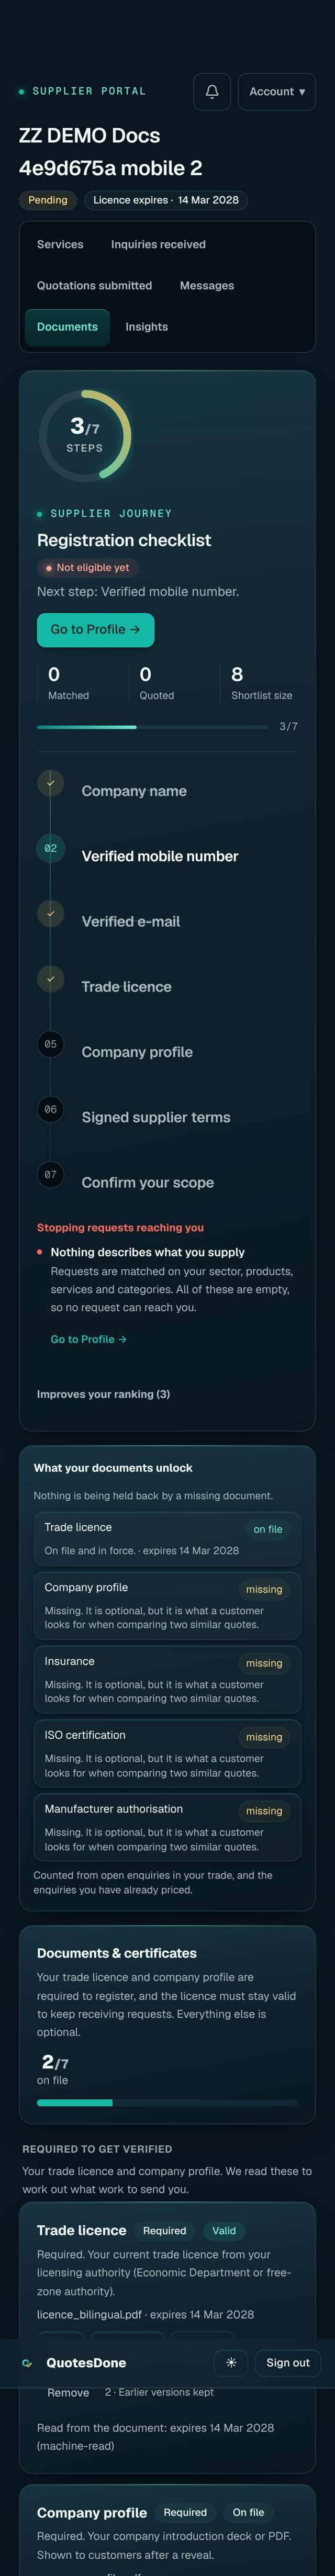 SUPPLIER PORTAL
Account ▾
ZZ DEMO Docs
4e9d675a mobile 2
Pending
Licence expires · 14 Mar 2028
Services
Inquiries received
Quotations submitted
Messages
Documents
Insights
3/7
STEPS
SUPPLIER JOURNEY
Registration checklist
Not eligible yet
Next step: Verified mobile number.
Go to Profile →
0
Matched
0
Quoted
8
Shortlist size
3/7
Company name
02
Verified mobile number
Verified e-mail
Trade licence
05
Company profile
06
Signed supplier terms
07
Confirm your scope
Stopping requests reaching you
Nothing describes what you supply
Requests are matched on your sector, products,
services and categories. All of these are empty,
so no request can reach you.
Go to Profile →
Improves your ranking (3)
What your documents unlock
Nothing is being held back by a missing document.
Trade licence
on file
On file and in force. · expires 14 Mar 2028
Company profile
missing
Missing. It is optional, but it is what a customer
looks for when comparing two similar quotes.
Insurance
missing
Missing. It is optional, but it is what a customer
looks for when comparing two similar quotes.
ISO certification
missing
Missing. It is optional, but it is what a customer
looks for when comparing two similar quotes.
Manufacturer authorisation
missing
Missing. It is optional, but it is what a customer
looks for when comparing two similar quotes.
Counted from open enquiries in your trade, and the
enquiries you have already priced.
Documents & certificates
Your trade licence and company profile are
required to register, and the licence must stay valid
to keep receiving requests. Everything else is
optional.
2/7
on file
REQUIRED TO GET VERIFIED
Your trade licence and company profile. We read these to
work out what work to send you.
Trade licence
Required
Valid
Required. Your current trade licence from your
licensing authority (Economic Department or free-
zone authority).
licence_bilingual.pdf · expires 14 Mar 2028
QuotesDone
Sign out
Remove
2 · Earlier versions kept
Read from the document: expires 14 Mar 2028
(machine-read)
Company profile
Required
On file
Required. Your company introduction deck or PDF.
Shown to customers after a reveal.